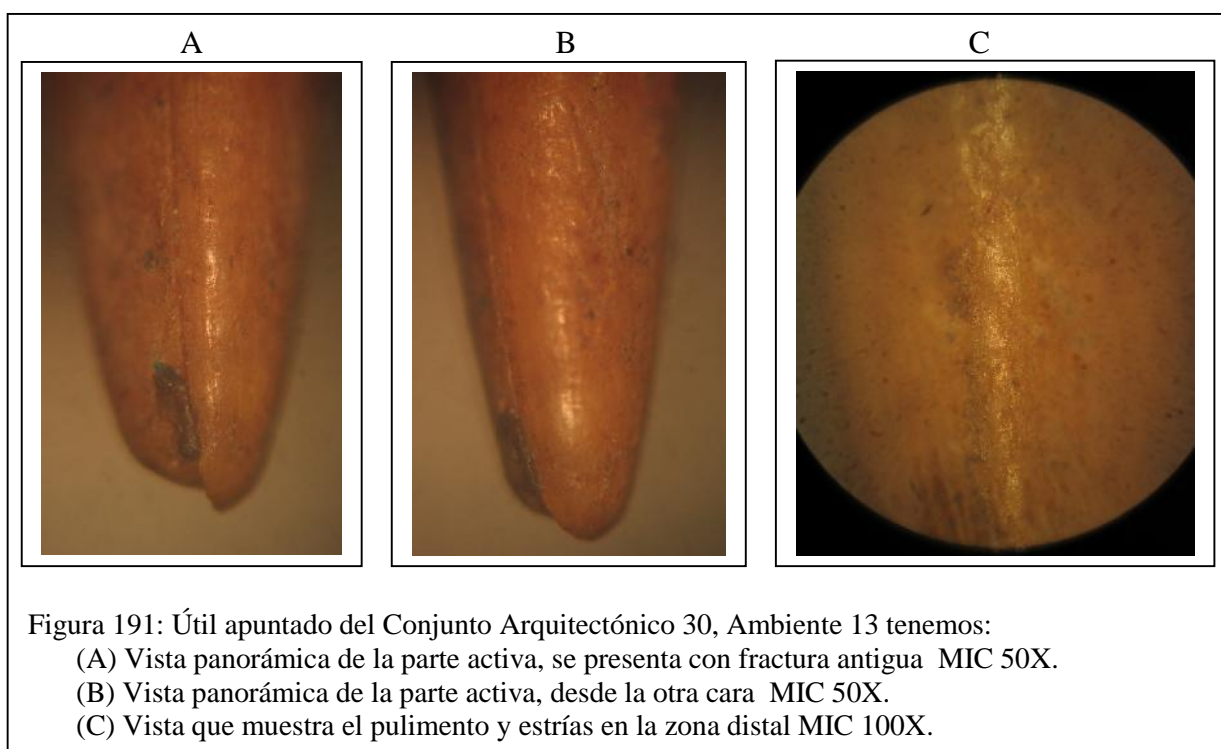 A B C
Figura 191: Útil apuntado del Conjunto Arquitectónico 30, Ambiente 13 tenemos:
(A) Vista panorámica de la parte activa, se presenta con fractura antigua MIC 50X.
(B) Vista panorámica de la parte activa, desde la otra cara MIC 50X.
(C) Vista que muestra el pulimento y estrías en la zona distal MIC 100X.